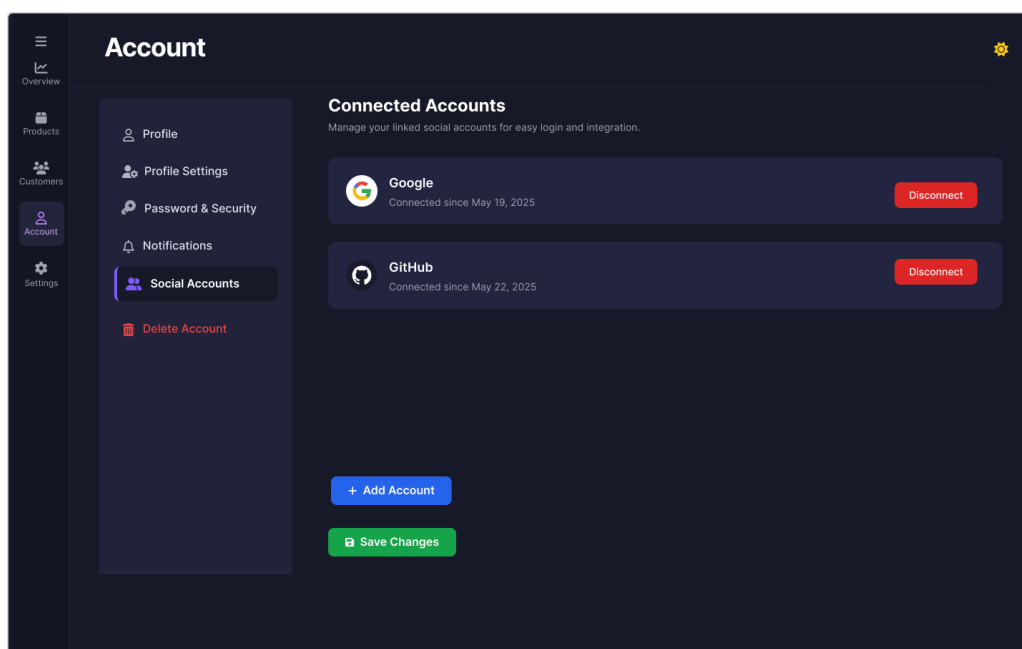 Account
Overview
Products
Customers
Account
Settings
Profile
Profile Settings
Password & Security
Notifications
Social Accounts
Delete Account
Connected Accounts
Manage your linked social accounts for easy login and integration.
Google
Connected since May 19, 2025
Disconnect
GitHub
Connected since May 22, 2025
Disconnect
+ Add Account
Save Changes